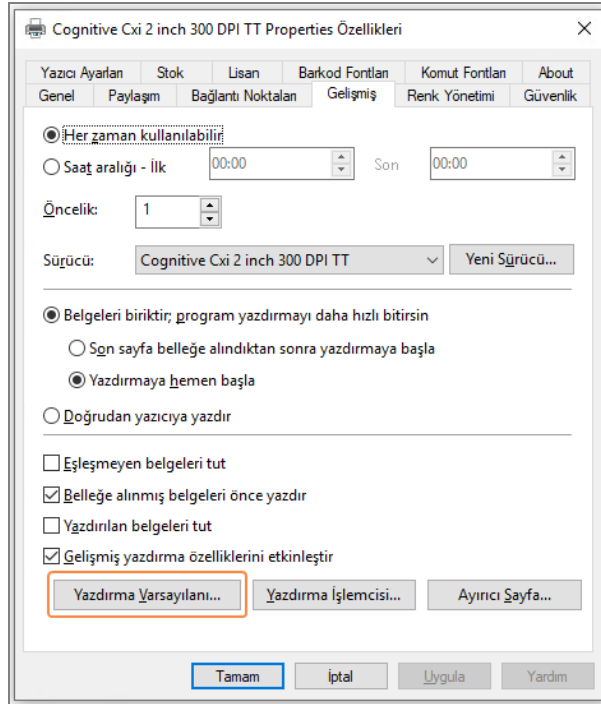 Cognitive Cxi 2 inch 300 DPI TT Properties Özellikleri
Yazıcı Ayarları Stok Lisan Barkod Fontları Komut Fontları About
Genel Paylaşım Bağlantı Noktaları Gelişmiş Renk Yönetimi Güvenlik
Her zaman kullanılabilir
Saat aralığı - İlk 00:00 Son 00:00
Öncelik: 1
Sürücü: Cognitive Cxi 2 inch 300 DPI TT Yeni Sürücü...
Belgeleri biriktir; program yazdırmayı daha hızlı bitirsin
Son sayfa belleğe alındıktan sonra yazdırmaya başla
Yazdırmaya hemen başla
Doğrudan yazıcıya yazdır
Eşleşmeyen belgeleri tut
Belleğe alınmış belgeleri önce yazdır
Yazdırılan belgeleri tut
Gelişmiş yazdırma özelliklerini etkinleştir
Yazdırma Varsayılanı... Yazdırma İşlemcisi... Ayırıcı Sayfa...
Tamam İptal Uygula Yardım